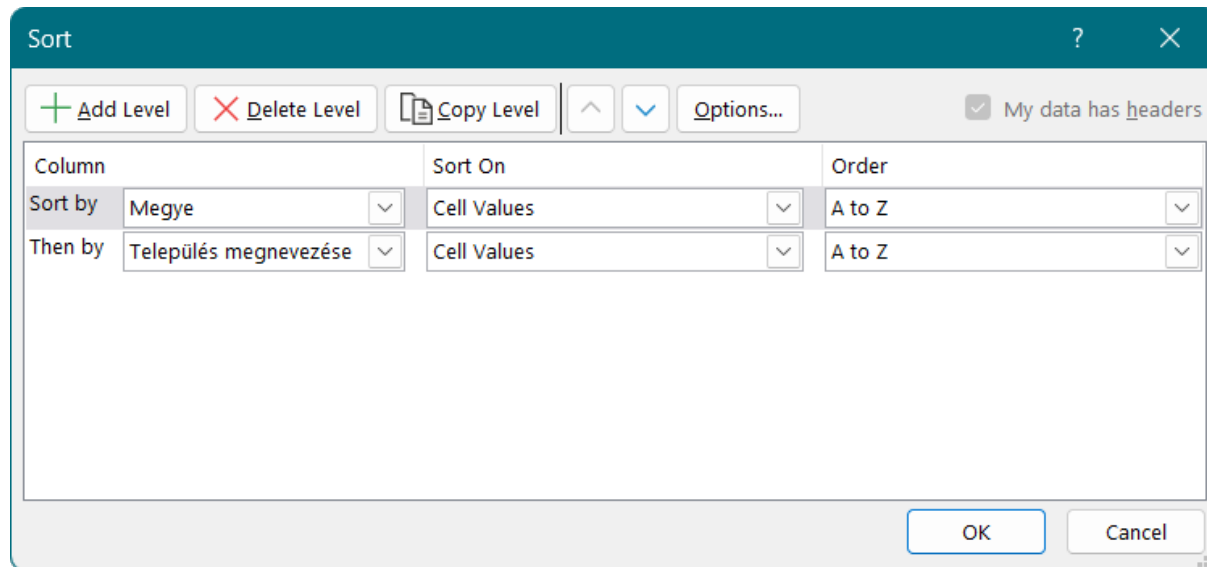 Sort ?
Add Level Delete Level Copy Level Options... My data has headers
Column Sort On Order
Sort by Megye Cell Values A to Z
Then by Település megnevezése Cell Values A to Z
OK Cancel